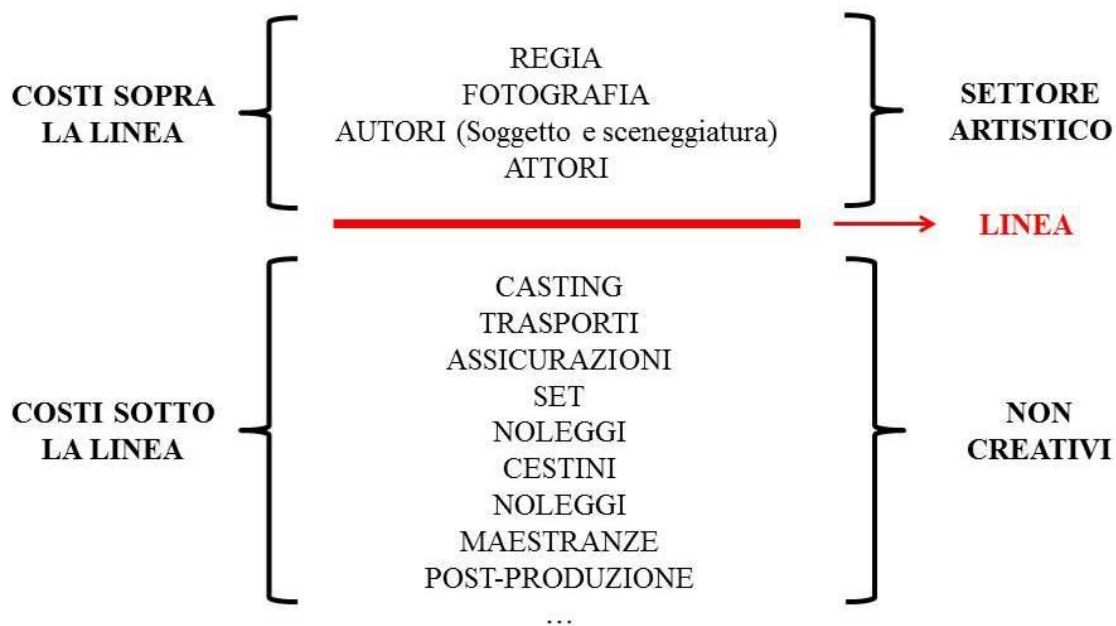 COSTI SOPRA
LA LINEA
REGIA
FOTOGRAFIA
AUTORI (Soggetto e sceneggiatura)
ATTORI
SETTORE
ARTISTICO
LINEA
COSTI SOTTO
LA LINEA
CASTING
TRASPORTI
ASSICURAZIONI
SET
NOLEGGI
CESTINI
NOLEGGI
MAESTRANZE
POST-PRODUZIONE
...
NON
CREATIVI